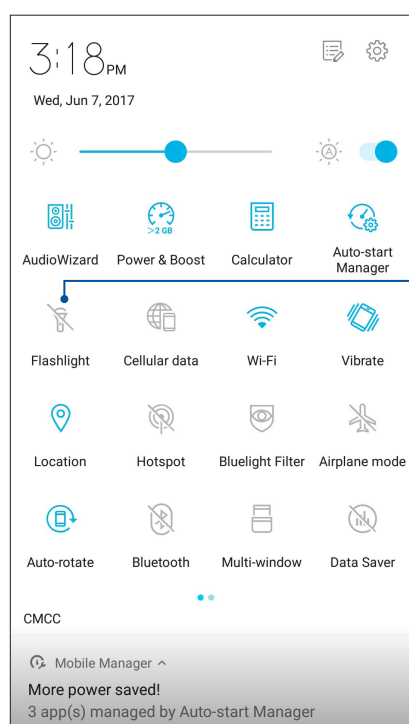 3:18 PM
Wed, Jun 7, 2017
A
>2 GB
AudioWizard Power & Boost Calculator Auto-start Manager
Flashlight Cellular data Wi-Fi Vibrate
Location Hotspot Bluelight Filter Airplane mode
Auto-rotate Bluetooth Multi-window Data Saver
CMCC
Mobile Manager
More power saved!
3 app(s) managed by Auto-start Manager